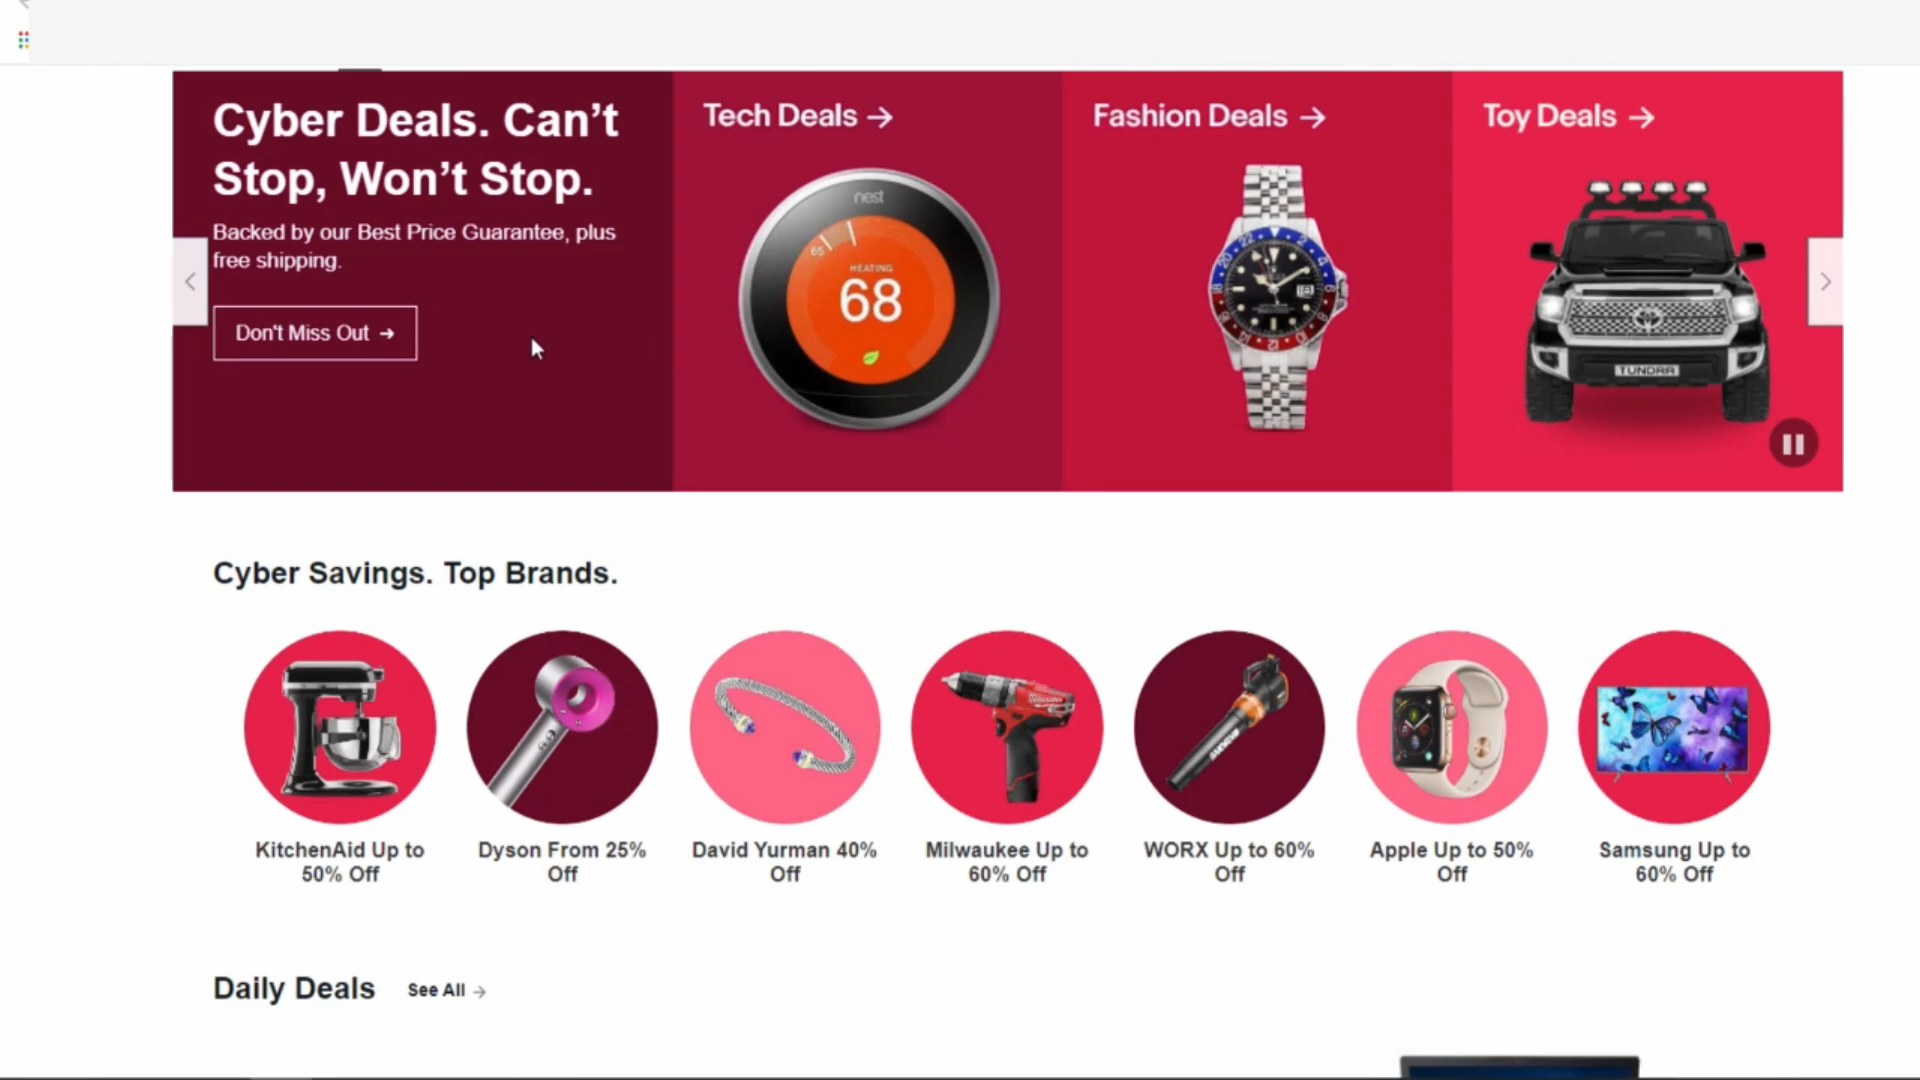 Cyber Deals. Can't
Stop, Won't Stop.
Backed by our Best Price Guarantee, plus
free shipping.
Don't Miss Out →
Tech Deals →
nest
65
HEATING
68
Fashion Deals →
Toy Deals →
TUNDRA
Cyber Savings. Top Brands.
KitchenAid Up to
50% Off
Dyson From 25%
Off
David Yurman 40%
Off
Milwaukee Up to
60% Off
WORX Up to 60%
Off
Apple Up to 50%
Off
Samsung Up to
60% Off
Daily Deals
See All →